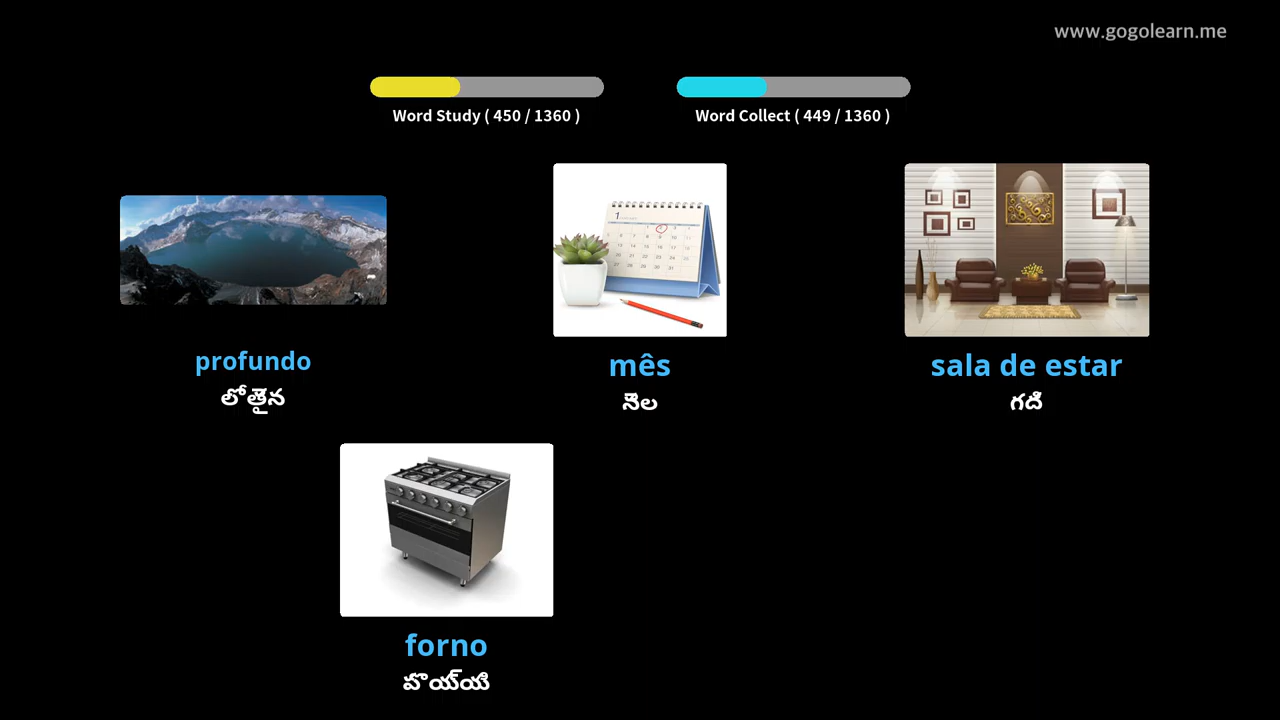 www.gogolearn.me
Word Study ( 450 / 1360 )
Word Collect ( 449 / 1360 )
profundo
లోతైన
mês
నెల
sala de estar
గది
forno
పొయ్యి